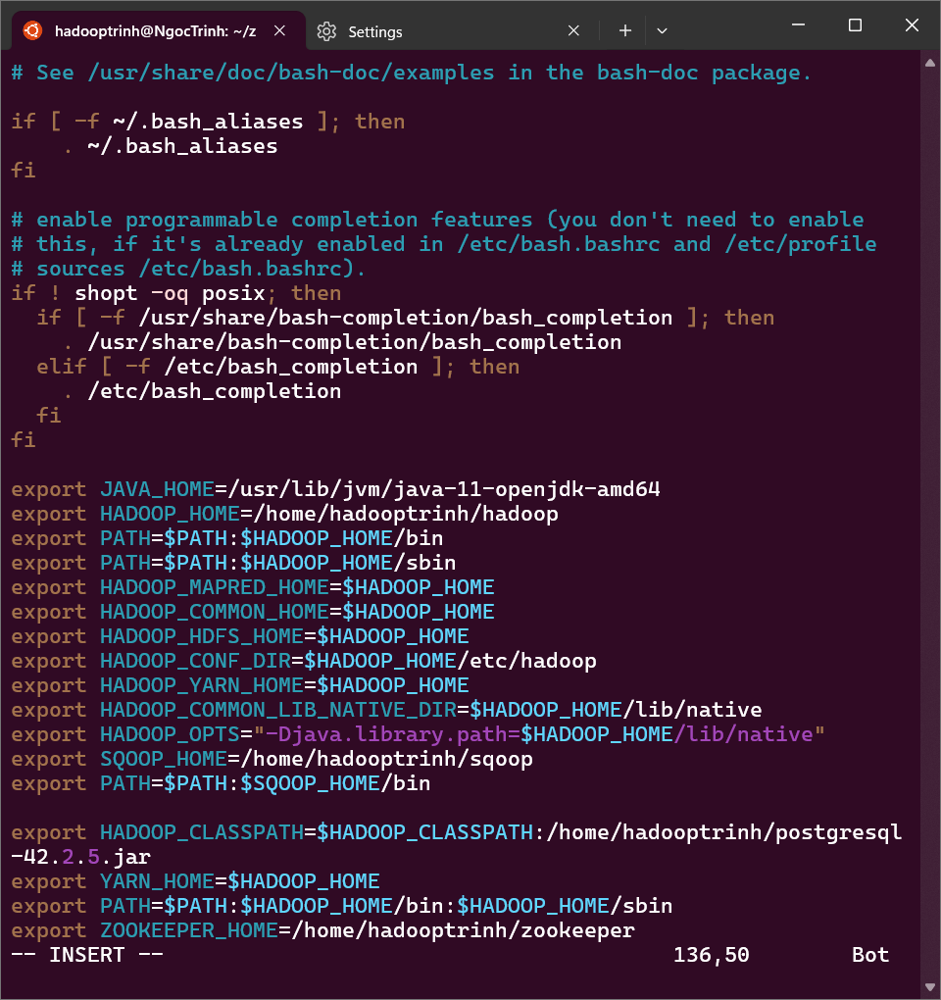 hadooptrinh@NgocTrinh: ~/z
Settings
# See /usr/share/doc/bash-doc/examples in the bash-doc package.
if [ -f ~/.bash_aliases ]; then
    . ~/.bash_aliases
fi
# enable programmable completion features (you don't need to enable
# this, if it's already enabled in /etc/bash.bashrc and /etc/profile
# sources /etc/bash.bashrc).
if ! shopt -oq posix; then
  if [ -f /usr/share/bash-completion/bash_completion ]; then
    . /usr/share/bash-completion/bash_completion
  elif [ -f /etc/bash_completion ]; then
    . /etc/bash_completion
  fi
fi
export JAVA_HOME=/usr/lib/jvm/java-11-openjdk-amd64
export HADOOP_HOME=/home/hadooptrinh/hadoop
export PATH=$PATH:$HADOOP_HOME/bin
export PATH=$PATH:$HADOOP_HOME/sbin
export HADOOP_MAPRED_HOME=$HADOOP_HOME
export HADOOP_COMMON_HOME=$HADOOP_HOME
export HADOOP_HDFS_HOME=$HADOOP_HOME
export HADOOP_CONF_DIR=$HADOOP_HOME/etc/hadoop
export HADOOP_YARN_HOME=$HADOOP_HOME
export HADOOP_COMMON_LIB_NATIVE_DIR=$HADOOP_HOME/lib/native
export HADOOP_OPTS="-Djava.library.path=$HADOOP_HOME/lib/native"
export SQOOP_HOME=/home/hadooptrinh/sqoop
export PATH=$PATH:$SQOOP_HOME/bin
export HADOOP_CLASSPATH=$HADOOP_CLASSPATH:/home/hadooptrinh/postgresql
-42.2.5.jar
export YARN_HOME=$HADOOP_HOME
export PATH=$PATH:$HADOOP_HOME/bin:$HADOOP_HOME/sbin
export ZOOKEEPER_HOME=/home/hadooptrinh/zookeeper
-- INSERT -- 136,50 Bot